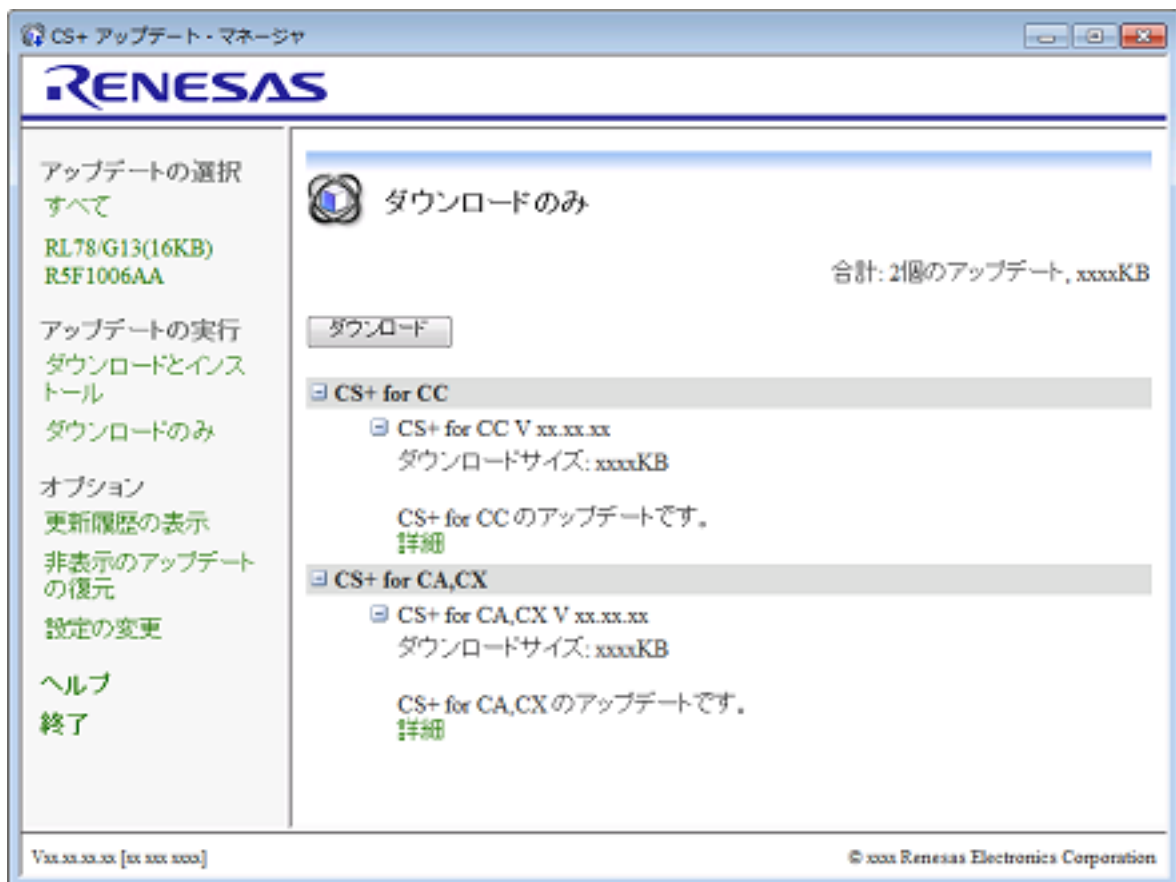 CS+ アップデート・マネージャ
RENESAS
アップデートの選択
すべて
RL78/G13(16KB)
R5F1006AA
アップデートの実行
ダウンロードとインス
トール
ダウンロードのみ
オプション
更新履歴の表示
非表示のアップデート
の復元
設定の変更
ヘルプ
終了
ダウンロードのみ
合計: 2個のアップデート, xxxxKB
ダウンロード
CS+ for CC
CS+ for CC V xx.xx.xx
ダウンロードサイズ: xxxxKB
CS+ for CC のアップデートです。
詳細
CS+ for CA,CX
CS+ for CA,CX V xx.xx.xx
ダウンロードサイズ: xxxxKB
CS+ for CA,CX のアップデートです。
詳細
Vxx.xx.xx.xx [xx xxx xxxx]
© xxxx Renesas Electronics Corporation